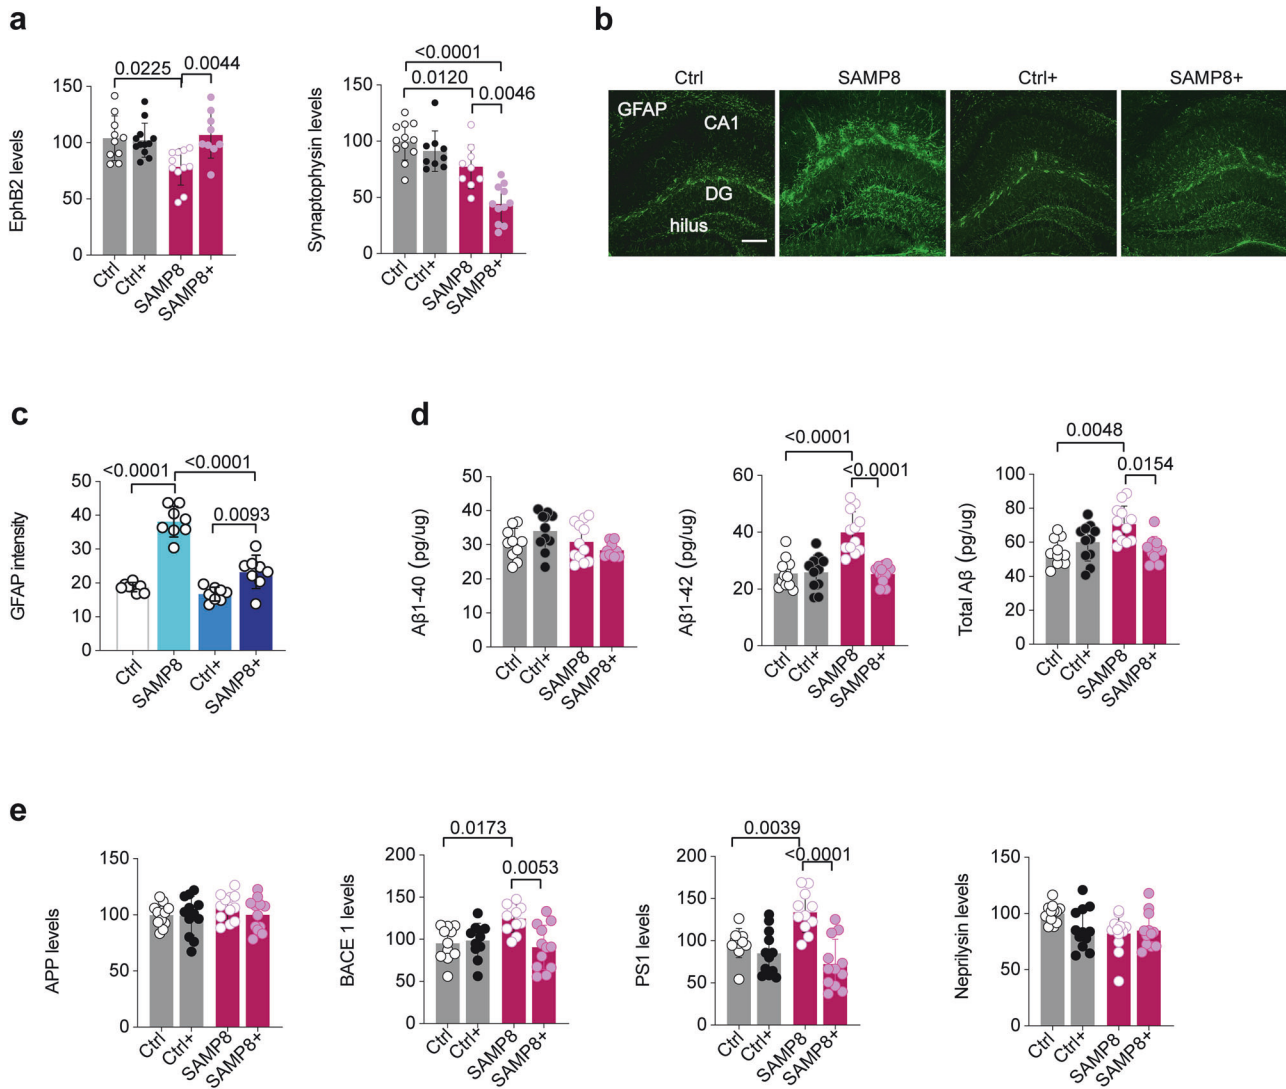 a
EphB2 levels
150
100
50
0
0.0225
0.0044
Ctrl
Ctrl+
SAMP8
SAMP8+
Synaptophysin levels
150
100
50
0
<0.0001
0.0120
0.0046
Ctrl
Ctrl+
SAMP8
SAMP8+
b
Ctrl
SAMP8
Ctrl+
SAMP8+
GFAP
CA1
DG
hilus
c
GFAP intensity
50
40
30
20
10
0
<0.0001
<0.0001
0.0093
Ctrl
SAMP8
Ctrl+
SAMP8+
d
Aβ1-40 (pg/ug)
50
40
30
20
10
0
Ctrl
Ctrl+
SAMP8
SAMP8+
Aβ1-42 (pg/ug)
60
40
20
0
<0.0001
<0.0001
Ctrl
Ctrl+
SAMP8
SAMP8+
Total Aβ (pg/ug)
100
80
60
40
20
0
0.0048
0.0154
Ctrl
Ctrl+
SAMP8
SAMP8+
e
APP levels
150
100
50
0
Ctrl
Ctrl+
SAMP8
SAMP8+
BACE 1 levels
200
150
100
50
0
0.0173
0.0053
Ctrl
Ctrl+
SAMP8
SAMP8+
PS1 levels
200
150
100
50
0
0.0039
<0.0001
Ctrl
Ctrl+
SAMP8
SAMP8+
Neprilysin levels
150
100
50
0
Ctrl
Ctrl+
SAMP8
SAMP8+